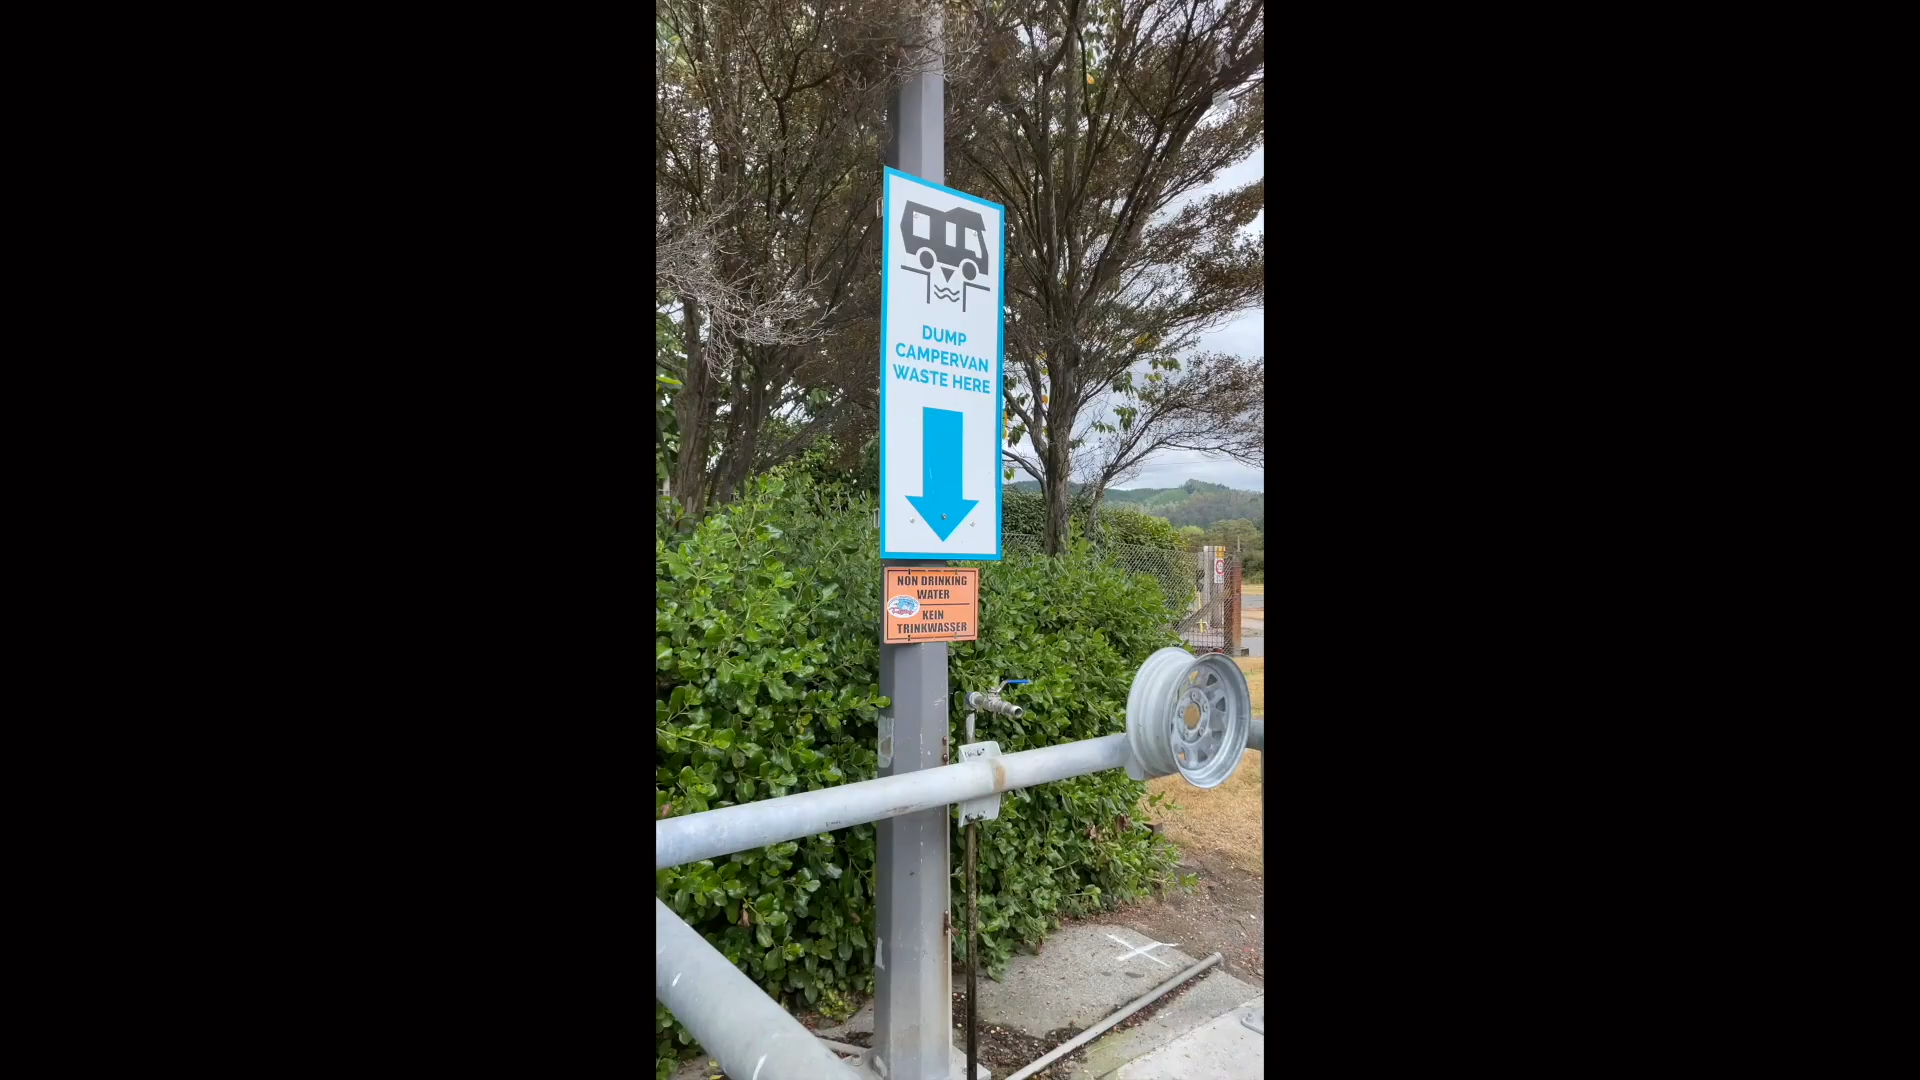 DUMP
CAMPERVAN
WASTE HERE
NON DRINKING
WATER
KEIN
TRINKWASSER